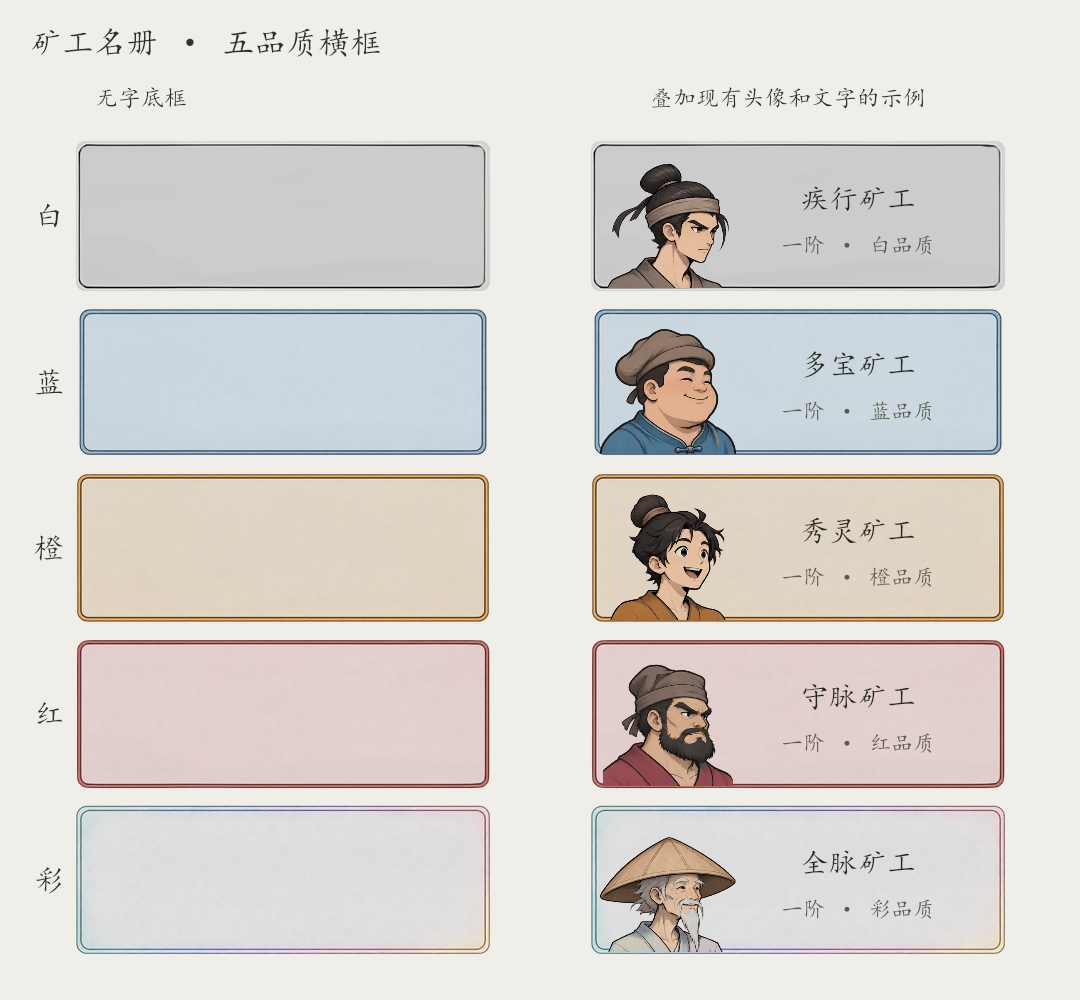 矿工名册 • 五品质横框
无字底框
叠加现有头像和文字的示例
白
疾行矿工
一阶 • 白品质
蓝
多宝矿工
一阶 • 蓝品质
橙
秀灵矿工
一阶 • 橙品质
红
守脉矿工
一阶 • 红品质
彩
全脉矿工
一阶 • 彩品质